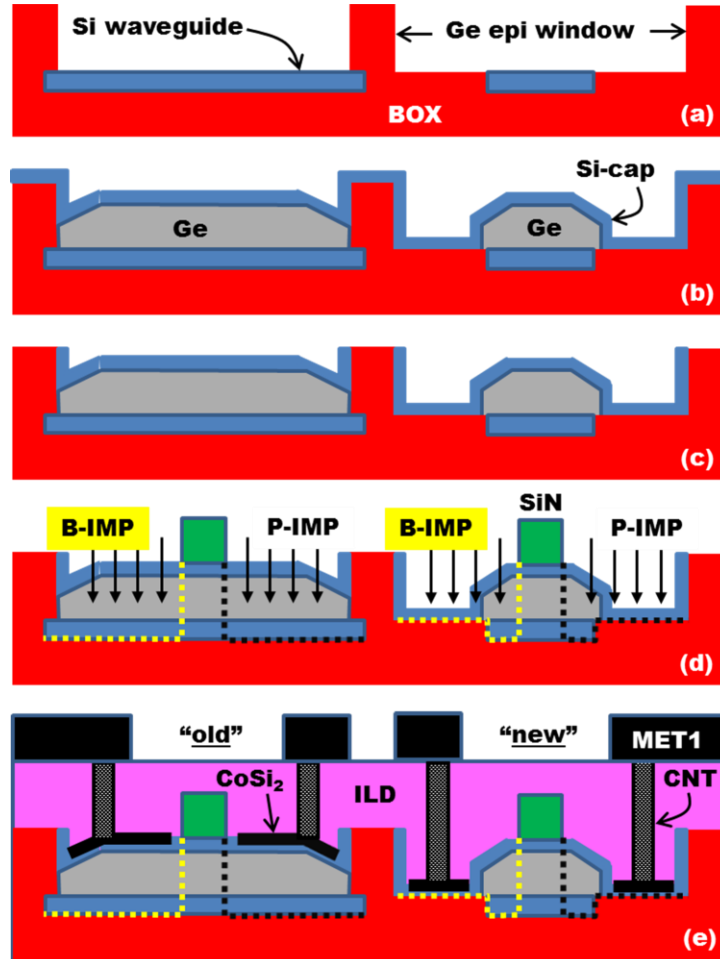 Si waveguide
Ge epi window
BOX
(a)
Si-cap
Ge
Ge
(b)
(c)
SiN
B-IMP
P-IMP
B-IMP
P-IMP
(d)
“old”
“new”
MET1
CoSi₂
ILD
CNT
(e)